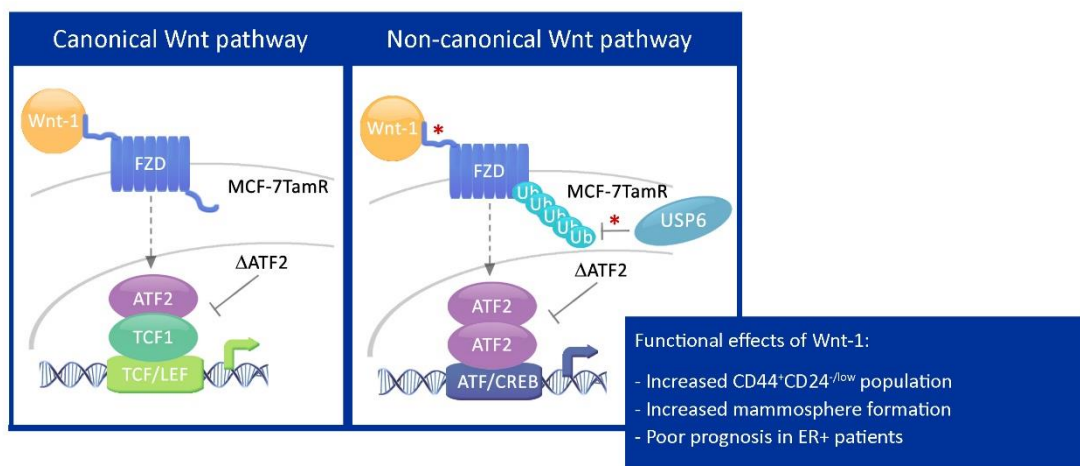 Canonical Wnt pathway
Wnt-1
FZD
MCF-7TamR
ΔATF2
ATF2
TCF1
TCF/LEF
Non-canonical Wnt pathway
Wnt-1
*
FZD
MCF-7TamR
Ub
Ub
Ub
Ub
Ub
*
USP6
ΔATF2
ATF2
ATF2
ATF/CREB
Functional effects of Wnt-1:
- Increased CD44⁺CD24⁻/ˡᵒʷ population
- Increased mammosphere formation
- Poor prognosis in ER+ patients